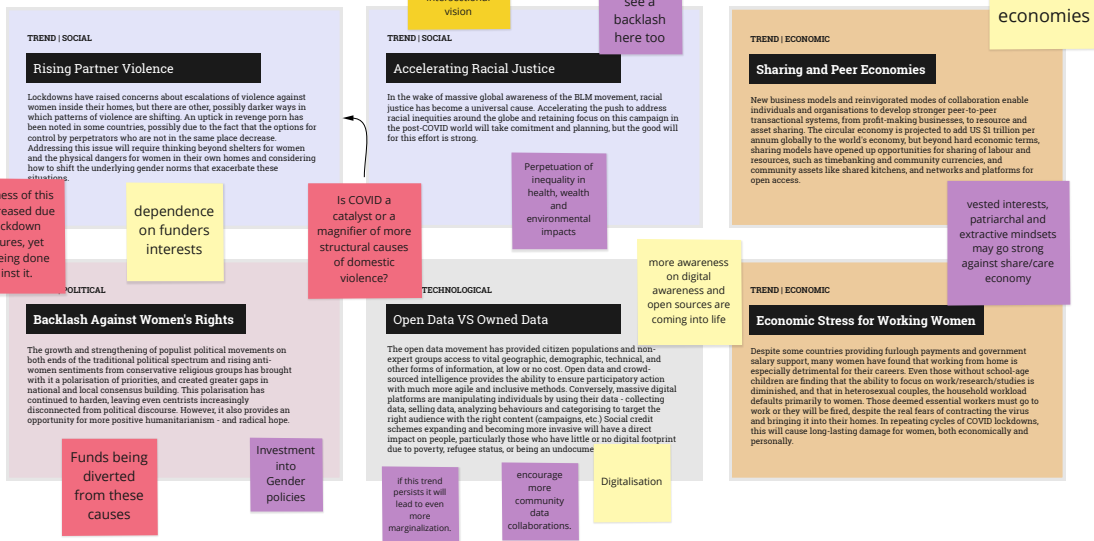 vision
see a
backlash
here too
economies
TREND | SOCIAL
Rising Partner Violence
Lockdowns have raised concerns about escalations of violence against
women inside their homes, but there are other, possibly darker ways in
which patterns of violence are shifting. An uptick in revenge porn has
been noted in some countries, possibly due to the fact that the options for
control by perpetrators who are not in the same place decrease.
Addressing this issue will require thinking beyond shelters for women
and the physical dangers for women in their own homes and considering
how to shift the underlying gender norms that exacerbate these
situations.
TREND | SOCIAL
Accelerating Racial Justice
In the wake of massive global awareness of the BLM movement, racial
justice has become a universal cause. Accelerating the push to address
racial inequities around the globe and retaining focus on this campaign in
the post-COVID world will take comitment and planning, but the good will
for this effort is strong.
TREND | ECONOMIC
Sharing and Peer Economies
New business models and reinvigorated modes of collaboration enable
individuals and organisations to develop stronger peer-to-peer
transactional systems, from profit-making businesses, to resource and
asset sharing. The circular economy is projected to add US $1 trillion per
annum globally to the world's economy, but beyond hard economic terms,
sharing models have opened up opportunities for sharing of labour and
resources, such as timebanking and community currencies, and
community assets like shared kitchens, and networks and platforms for
open access.
ness of this
reased due
ckdown
ures, yet
eing done
inst it.
dependence
on funders
interests
Is COVID a
catalyst or a
magnifier of more
structural causes
of domestic
violence?
Perpetuation of
inequality in
health, wealth
and
environmental
impacts
more awareness
on digital
awareness and
open sources are
coming into life
vested interests,
patriarchal and
extractive mindsets
may go strong
against share/care
economy
POLITICAL
Backlash Against Women's Rights
The growth and strengthening of populist political movements on
both ends of the traditional political spectrum and rising anti-
women sentiments from conservative religious groups has brought
with it a polarisation of priorities, and created greater gaps in
national and local consensus building. This polarisation has
continued to harden, leaving even centrists increasingly
disconnected from political discourse. However, it also provides an
opportunity for more positive humanitarianism - and radical hope.
TECHNOLOGICAL
Open Data VS Owned Data
The open data movement has provided citizen populations and non-
expert groups access to vital geographic, demographic, technical, and
other forms of information, at low or no cost. Open data and crowd-
sourced intelligence provides the ability to ensure participatory action
with much more agile and inclusive methods. Conversely, massive digital
platforms are manipulating individuals by using their data - collecting
data, selling data, analyzing behaviours and categorising to target the
right audience with the right content (campaigns, etc.) Social credit
schemes expanding and becoming more invasive will have a direct
impact on people, particularly those who have little or no digital footprint
due to poverty, refugee status, or being an undocume
TREND | ECONOMIC
Economic Stress for Working Women
Despite some countries providing furlough payments and government
salary support, many women have found that working from home is
especially detrimental for their careers. Even those without school-age
children are finding that the ability to focus on work/research/studies is
diminished, and that in heterosexual couples, the household workload
defaults primarily to women. Those deemed essential workers must go to
work or they will be fired, despite the real fears of contracting the virus
and bringing it into their homes. In repeating cycles of COVID lockdowns,
this will cause long-lasting damage for women, both economically and
personally.
Funds being
diverted
from these
causes
Investment
into
Gender
policies
if this trend
persists it will
lead to even
more
marginalization.
encourage
more
community
data
collaborations.
Digitalisation